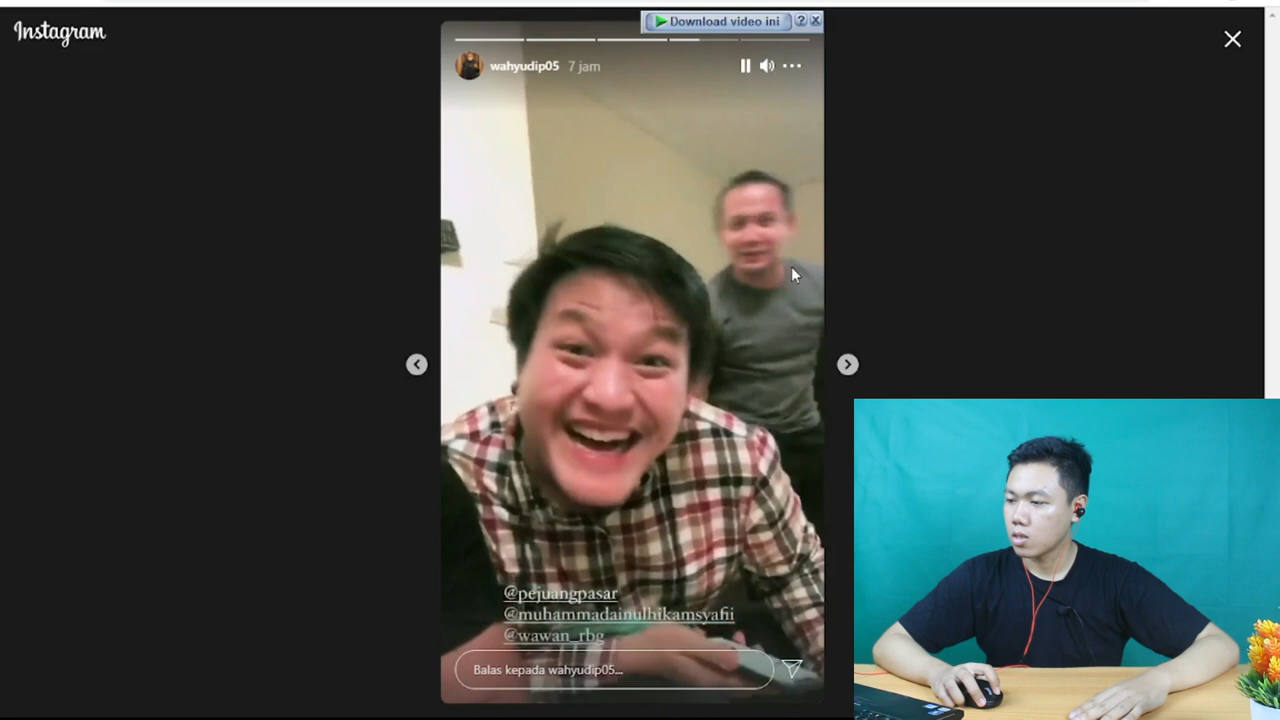 Download video ini
Instagram
wahyudip05 7 jam
@pejuangpasar
@muhammadainulhikamsyafii
@wawan_rbg
Balas kepada wahyudip05...